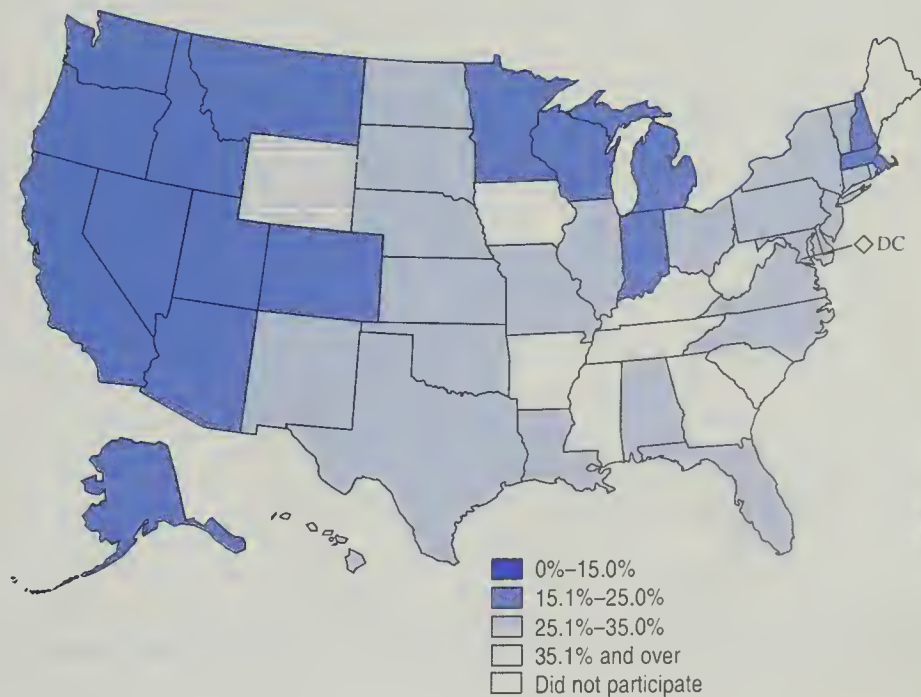 DC
0%–15.0%
15.1%–25.0%
25.1%–35.0%
35.1% and over
Did not participate